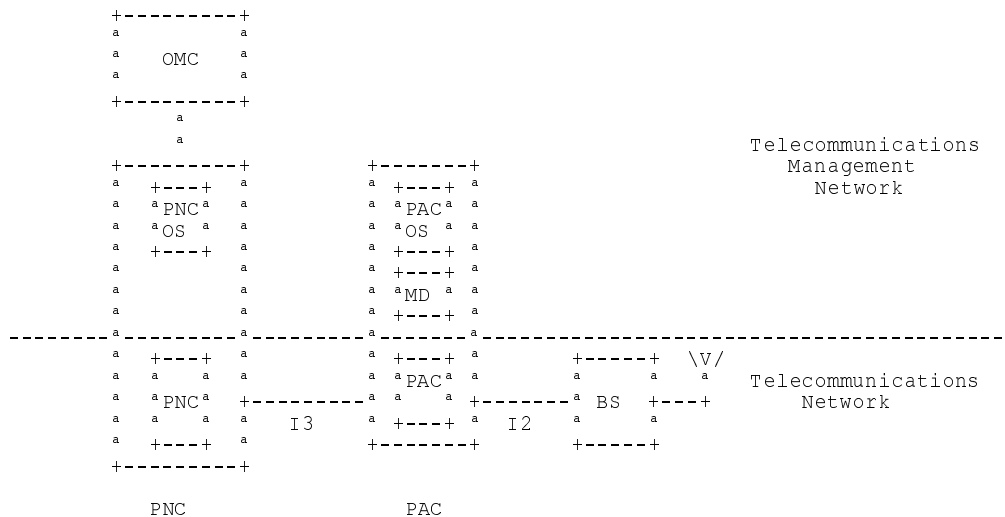 OMC
Telecommunications
Management
Network
PNC
OS
PAC
OS
MD
PNC
PAC
BS
\V/
Telecommunications
Network
I3
I2
PNC
PAC